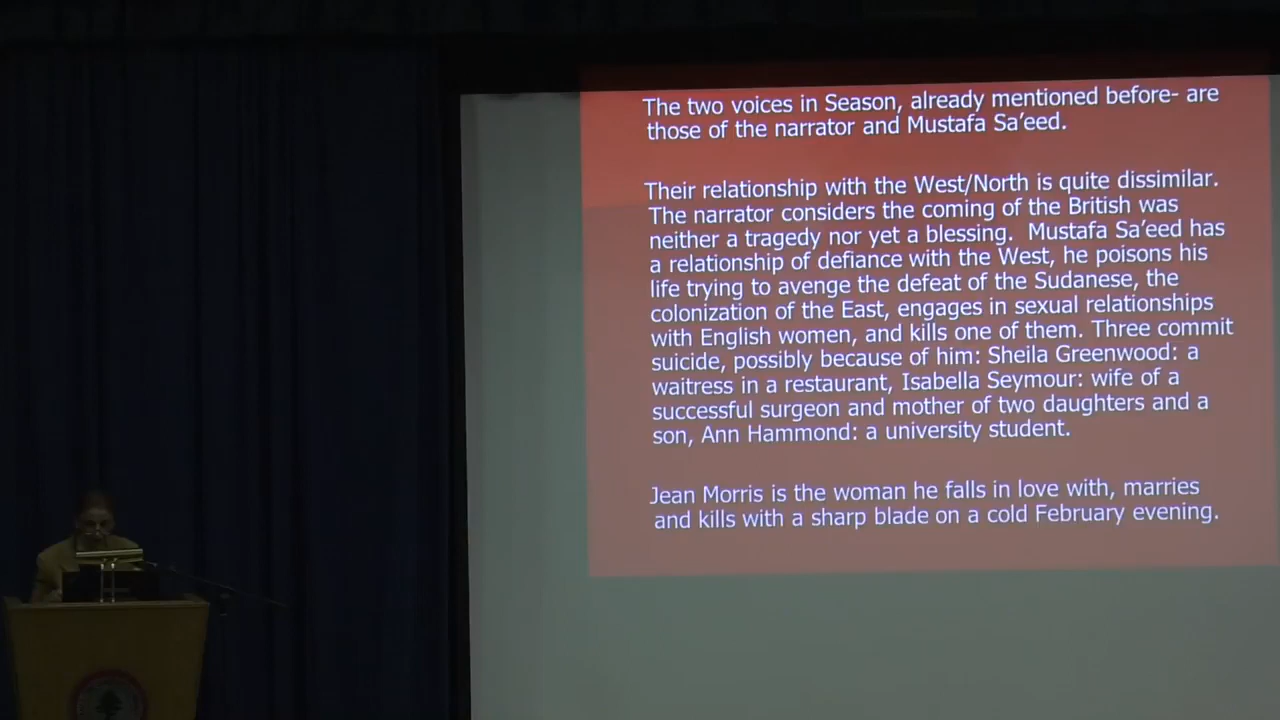 The two voices in Season, already mentioned before- are
those of the narrator and Mustafa Sa’eed.
Their relationship with the West/North is quite dissimilar.
The narrator considers the coming of the British was
neither a tragedy nor yet a blessing.  Mustafa Sa’eed has
a relationship of defiance with the West, he poisons his
life trying to avenge the defeat of the Sudanese, the
colonization of the East, engages in sexual relationships
with English women, and kills one of them. Three commit
suicide, possibly because of him: Sheila Greenwood: a
waitress in a restaurant, Isabella Seymour: wife of a
successful surgeon and mother of two daughters and a
son, Ann Hammond: a university student.
Jean Morris is the woman he falls in love with, marries
and kills with a sharp blade on a cold February evening.